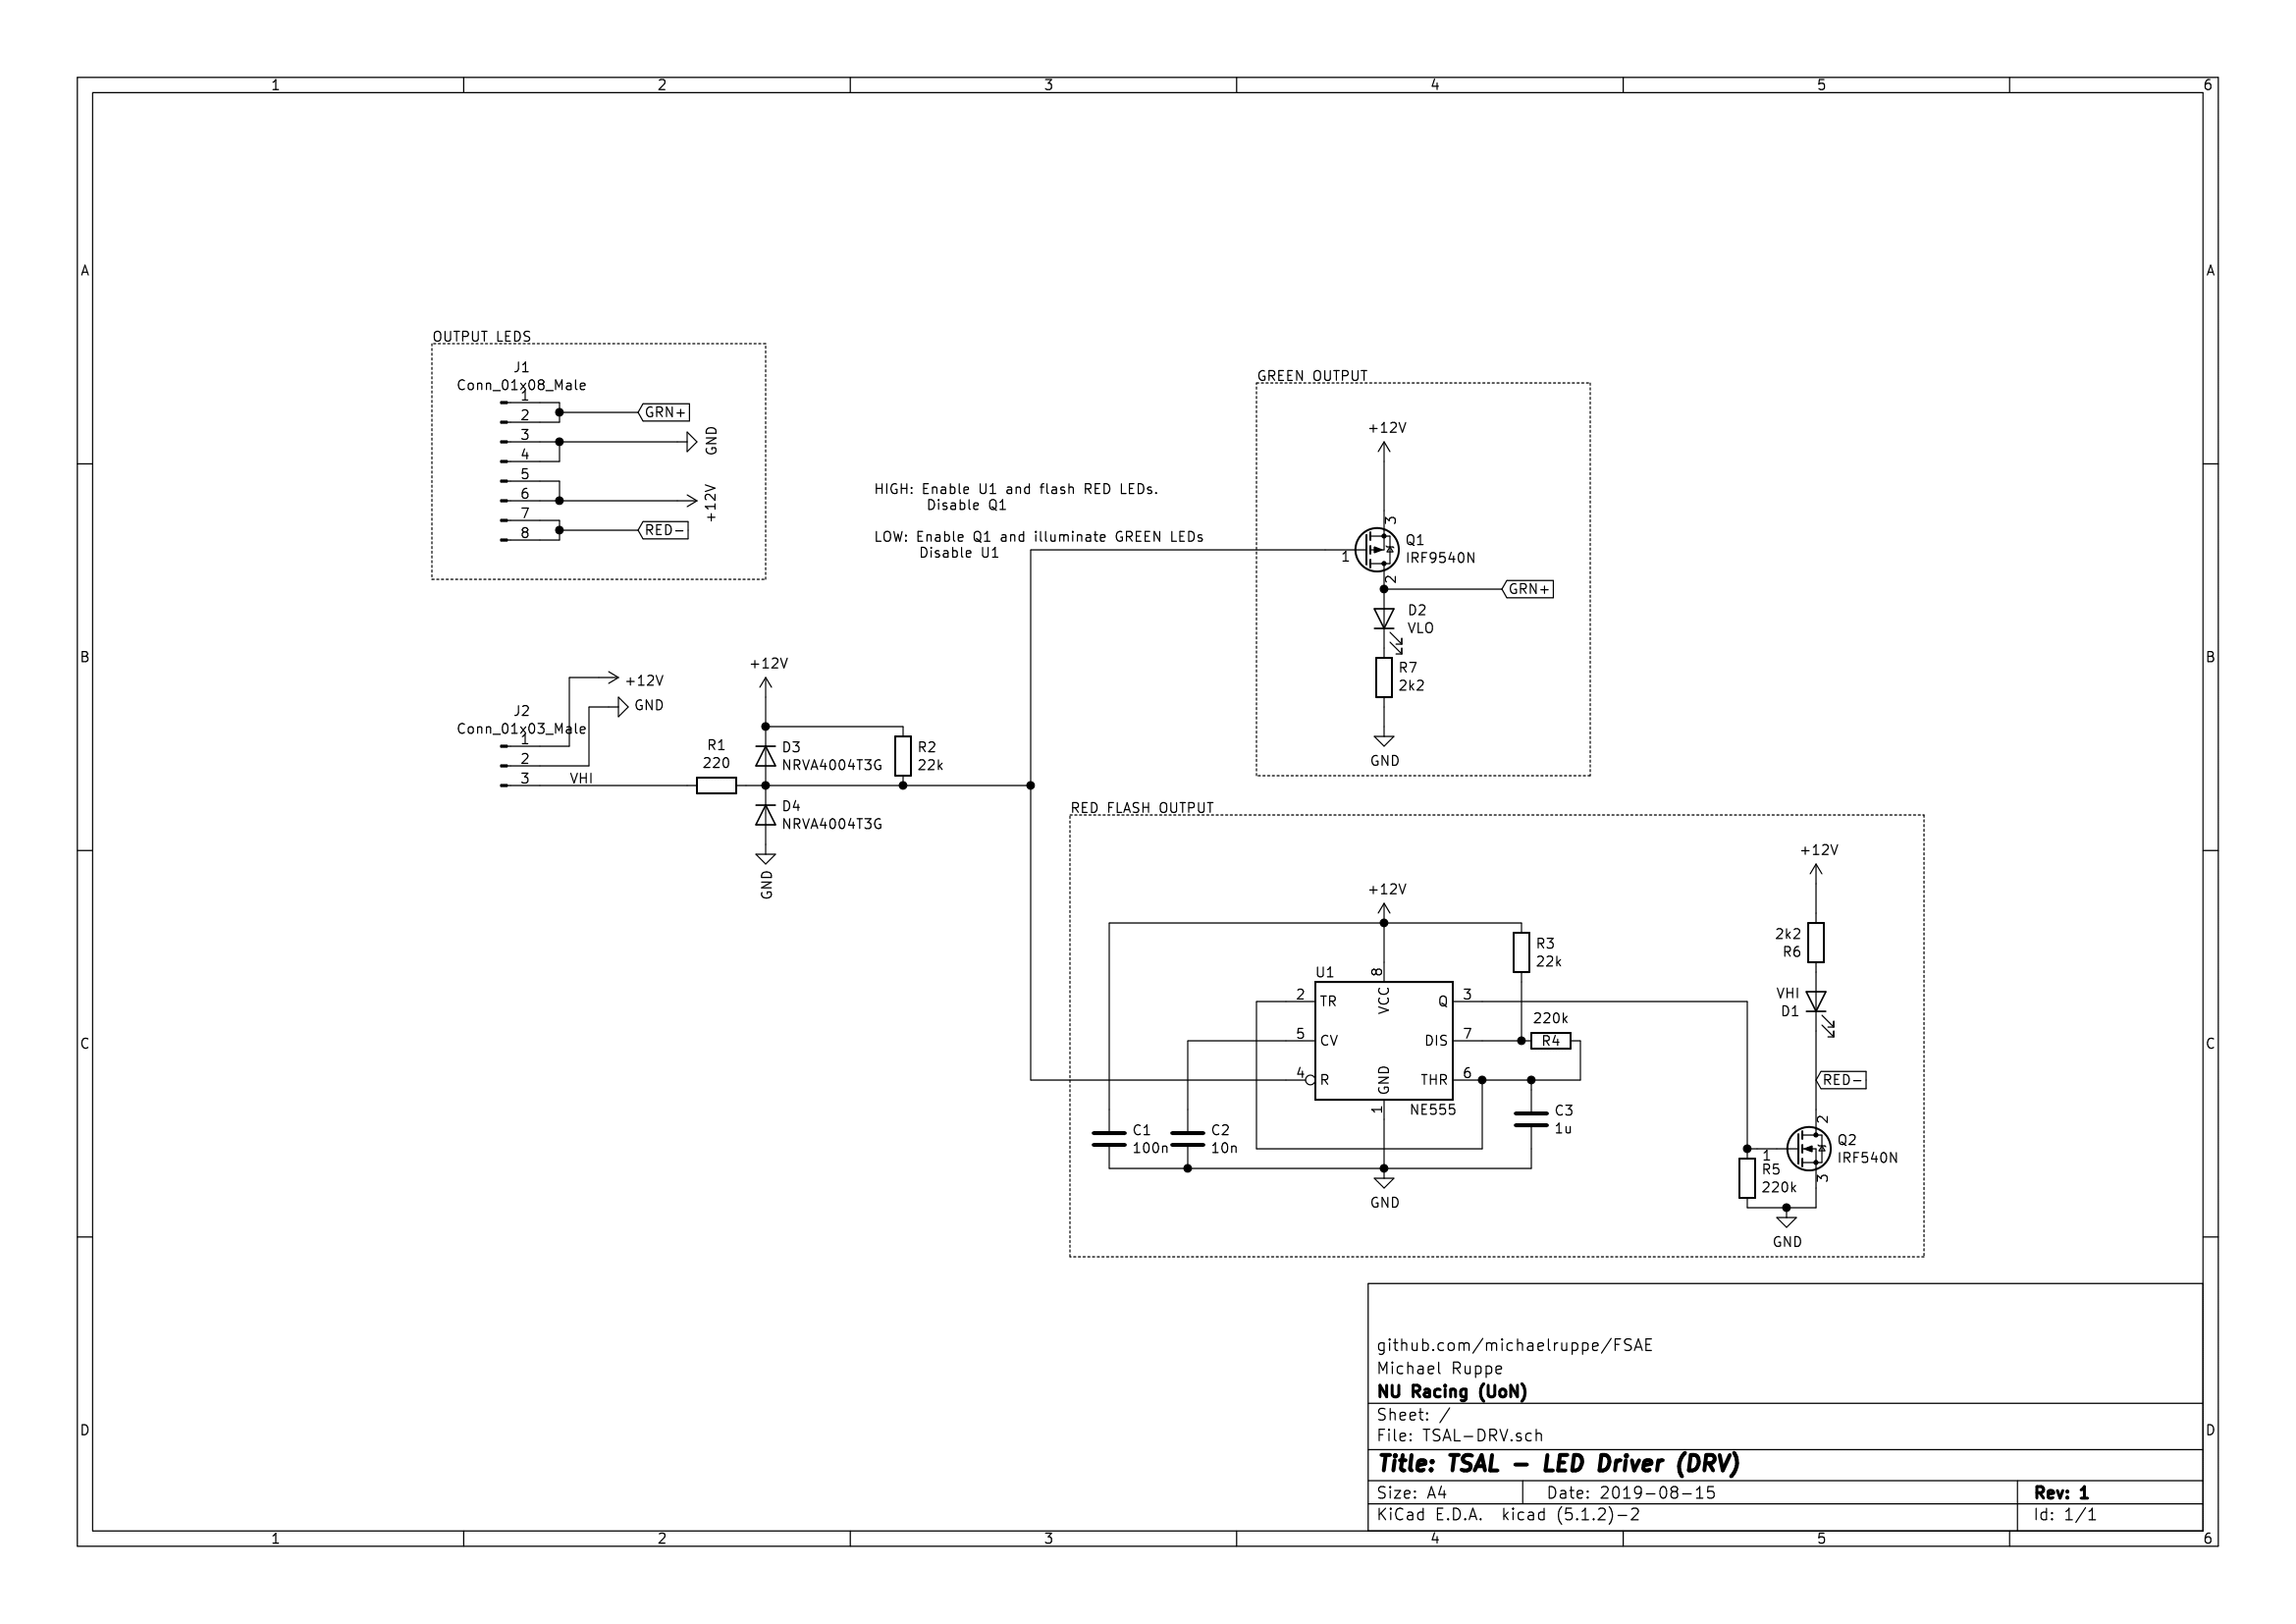 1 2 3 4 5 6
A A
B B
C C
D D
OUTPUT LEDS
J1
Conn_01x08_Male
1
2
3
4
5
6
7
8
GRN+
GND
+12V
RED-
HIGH: Enable U1 and flash RED LEDs.
Disable Q1
LOW: Enable Q1 and illuminate GREEN LEDs
Disable U1
GREEN OUTPUT
+12V
3
Q1
IRF9540N
1
2
GRN+
D2
VLO
R7
2k2
GND
+12V
GND
J2
Conn_01x03_Male
1
2
3
VHI
R1
220
+12V
D3
NRVA4004T3G
R2
22k
D4
NRVA4004T3G
GND
RED FLASH OUTPUT
+12V
R3
22k
U1
8
VCC
2 TR
5 CV
4 R
Q 3
DIS 7
THR 6
GND
1
NE555
220k
R4
C1
100n
C2
10n
C3
1u
GND
+12V
2k2
R6
VHI
D1
RED-
2
Q2
IRF540N
1
3
R5
220k
GND
github.com/michaelruppe/FSAE
Michael Ruppe
NU Racing (UoN)
Sheet: /
File: TSAL-DRV.sch
Title: TSAL - LED Driver (DRV)
Size: A4 Date: 2019-08-15 Rev: 1
KiCad E.D.A. kicad (5.1.2)-2 Id: 1/1
1 2 3 4 5 6